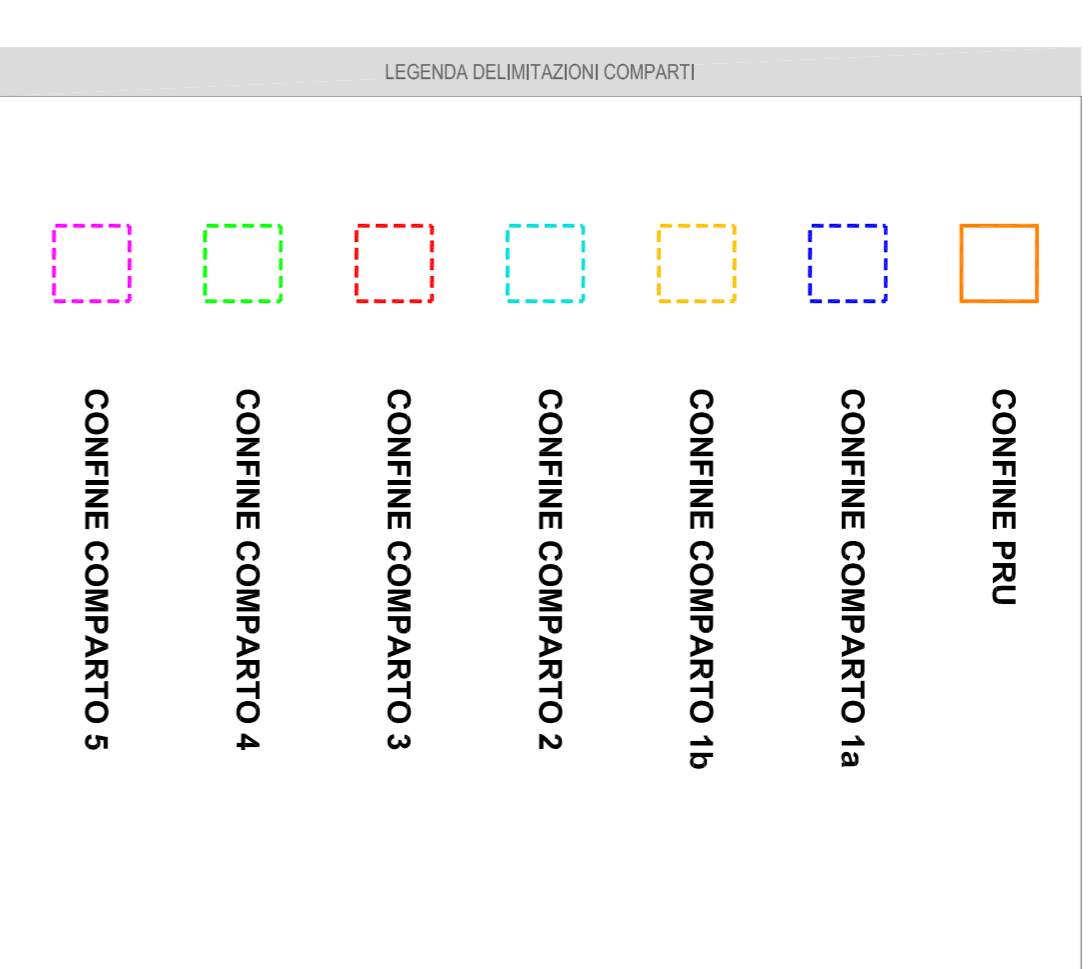 LEGENDA DELIMITAZIONI COMPARTI
CONFINE PRU
CONFINE COMPARTO 1a
CONFINE COMPARTO 1b
CONFINE COMPARTO 2
CONFINE COMPARTO 3
CONFINE COMPARTO 4
CONFINE COMPARTO 5